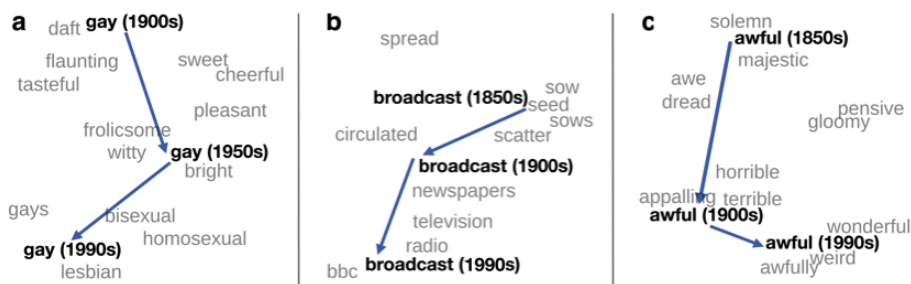 a
daft
gay (1900s)
flaunting
sweet
tasteful
cheerful
pleasant
frolicsome
witty
gay (1950s)
bright
gays
bisexual
homosexual
gay (1990s)
lesbian
b
spread
broadcast (1850s)
sow
seed
sows
circulated
scatter
broadcast (1900s)
newspapers
television
radio
bbc
broadcast (1990s)
c
solemn
awful (1850s)
majestic
awe
dread
pensive
gloomy
horrible
appalling
terrible
awful (1900s)
wonderful
awful (1990s)
weird
awfully